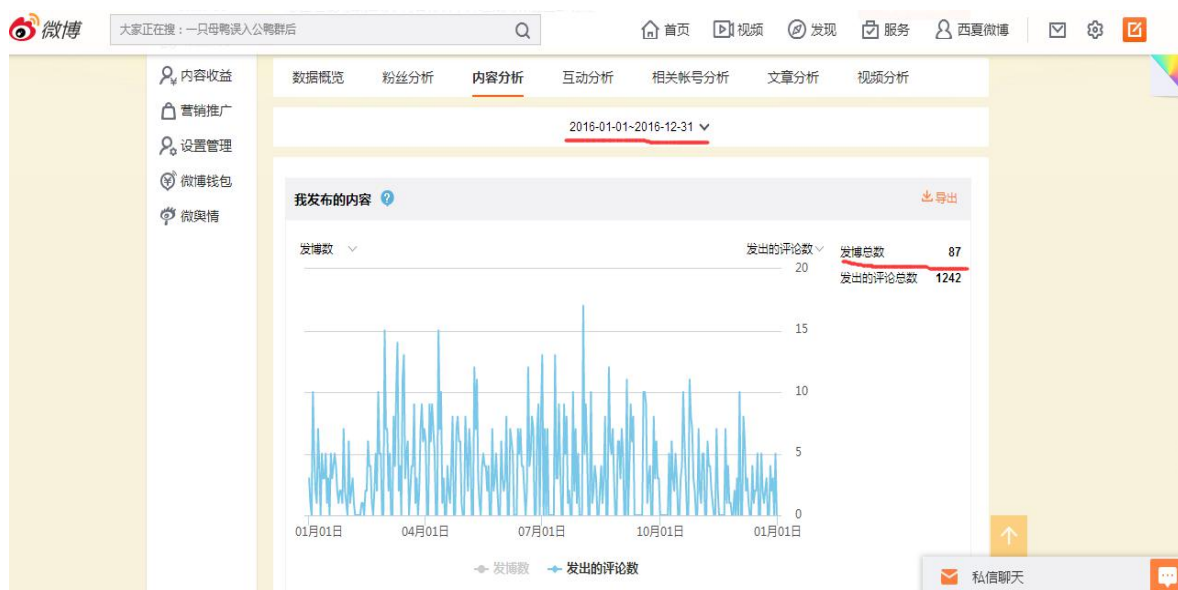 微博
大家正在搜：一只母鸭误入公鸭群后
首页 视频 发现 服务 西夏微博
内容收益
营销推广
设置管理
微博钱包
微舆情
数据概览 粉丝分析 内容分析 互动分析 相关帐号分析 文章分析 视频分析
2016-01-01~2016-12-31
我发布的内容 ?
导出
发博数 发出的评论数
发博总数 87
发出的评论总数 1242
20
15
10
5
0
01月01日 04月01日 07月01日 10月01日 01月01日
发博数 发出的评论数
私信聊天